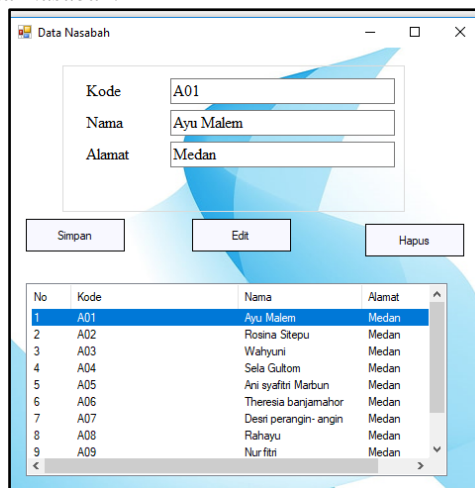 Data Nasabah
Kode A01
Nama Ayu Malem
Alamat Medan
Simpan Edit Hapus
No Kode Nama Alamat
1 A01 Ayu Malem Medan
2 A02 Rosina Sitepu Medan
3 A03 Wahyuni Medan
4 A04 Sela Gultom Medan
5 A05 Ani syafitri Marbun Medan
6 A06 Theresia banjarnahor Medan
7 A07 Desri perangin- angin Medan
8 A08 Rahayu Medan
9 A09 Nur fitri Medan